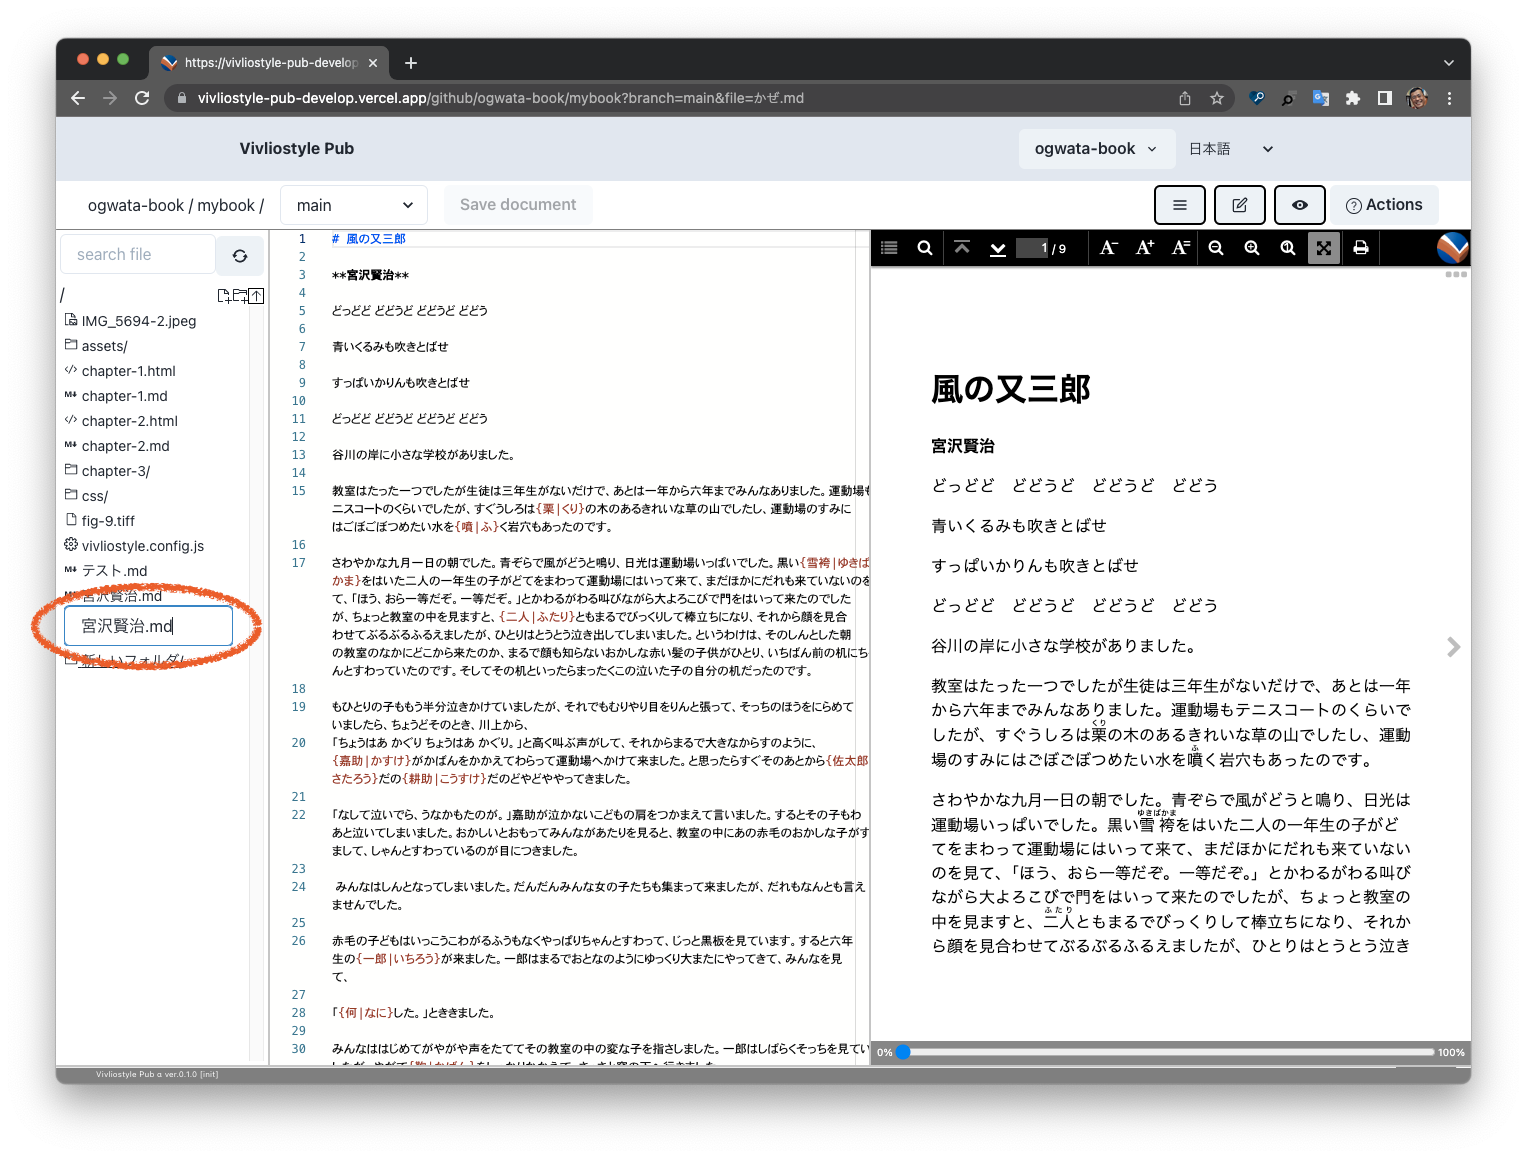 https://vivliostyle-pub-develop
vivliostyle-pub-develop.vercel.app/github/ogwata-book/mybook?branch=main&file=かぜ.md
Vivliostyle Pub
ogwata-book
日本語
ogwata-book / mybook /
main
Save document
Actions
search file
/
IMG_5694-2.jpeg
assets/
chapter-1.html
chapter-1.md
chapter-2.html
chapter-2.md
chapter-3/
css/
fig-9.tiff
vivliostyle.config.js
テスト.md
宮沢賢治.md
宮沢賢治.md
新しいフォルダ/
1 # 風の又三郎
2
3 **宮沢賢治**
4
5 どっどど どどうど どどうど どどう
6
7 青いくるみも吹きとばせ
8
9 すっぱいかりんも吹きとばせ
10
11 どっどど どどうど どどうど どどう
12
13 谷川の岸に小さな学校がありました。
14
15 教室はたった一つでしたが生徒は三年生がないだけで、あとは一年から六年までみんなありました。運動場も
ニスコートのくらいでしたが、すぐうしろは{栗|くり}の木のあるきれいな草の山でしたし、運動場のすみに
はごぼごぼつめたい水を{噴|ふ}く岩穴もあったのです。
16
17 さわやかな九月一日の朝でした。青ぞらで風がどうと鳴り、日光は運動場いっぱいでした。黒い{雪袴|ゆきば
かま}をはいた二人の一年生の子がどてをまわって運動場にはいって来て、まだほかにだれも来ていないのを
て、「ほう、おら一等だぞ。一等だぞ。」とかわるがわる叫びながら大よろこびで門をはいって来たのでした
が、ちょっと教室の中を見ますと、{二人|ふたり}ともまるでびっくりして棒立ちになり、それから顔を見合
わせてぶるぶるふるえましたが、ひとりはとうとう泣き出してしまいました。というわけは、そのしんとした朝
の教室のなかにどこから来たのか、まるで顔も知らないおかしな赤い髪の子供がひとり、いちばん前の机にち
んとすわっていたのです。そしてその机といったらまったくこの泣いた子の自分の机だったのです。
18
19 もひとりの子ももう半分泣きかけていましたが、それでもむりやり目をりんと張って、そっちのほうをにらめて
いましたら、ちょうどそのとき、川上から、
20 「ちょうはあ かぐり ちょうはあ かぐり。」と高く叫ぶ声がして、それからまるで大きなからすのように、
{嘉助|かすけ}がかばんをかかえてわらって運動場へかけて来ました。と思ったらすぐそのあとから{佐太郎
さたろう}だの{耕助|こうすけ}だのどやどややってきました。
21
22 「なして泣いでら、うなかもたのが。」嘉助が泣かないこどもの肩をつかまえて言いました。するとその子もわ
あと泣いてしまいました。おかしいとおもってみんながあたりを見ると、教室の中にあの赤毛のおかしな子がす
まして、しゃんとすわっているのが目につきました。
23
24 みんなはしんとなってしまいました。だんだんみんな女の子たちも集まって来ましたが、だれもなんとも言え
ませんでした。
25
26 赤毛の子どもはいっこうこわがるふうもなくやっぱりちゃんとすわって、じっと黒板を見ています。すると六年
生の{一郎|いちろう}が来ました。一郎はまるでおとなのようにゆっくり大またにやってきて、みんなを見
て、
27
28 「{何|なに}した。」とききました。
29
30 みんなははじめてがやがや声をたててその教室の中の変な子を指さしました。一郎はしばらくそっちを見てい
1 / 9
A- A+ A=
風の又三郎
宮沢賢治
どっどど　どどうど　どどうど　どどう
青いくるみも吹きとばせ
すっぱいかりんも吹きとばせ
どっどど　どどうど　どどうど　どどう
谷川の岸に小さな学校がありました。
教室はたった一つでしたが生徒は三年生がないだけで、あとは一年
から六年までみんなありました。運動場もテニスコートのくらいで
くり
したが、すぐうしろは栗の木のあるきれいな草の山でしたし、運動
ふ
場のすみにはごぼごぼつめたい水を噴く岩穴もあったのです。
さわやかな九月一日の朝でした。青ぞらで風がどうと鳴り、日光は
ゆきばかま
運動場いっぱいでした。黒い雪袴をはいた二人の一年生の子がど
てをまわって運動場にはいって来て、まだほかにだれも来ていない
のを見て、「ほう、おら一等だぞ。一等だぞ。」とかわるがわる叫び
ながら大よろこびで門をはいって来たのでしたが、ちょっと教室の
ふたり
中を見ますと、二人ともまるでびっくりして棒立ちになり、それか
ら顔を見合わせてぶるぶるふるえましたが、ひとりはとうとう泣き
0% 100%
Vivliostyle Pub α ver.0.1.0 [init]